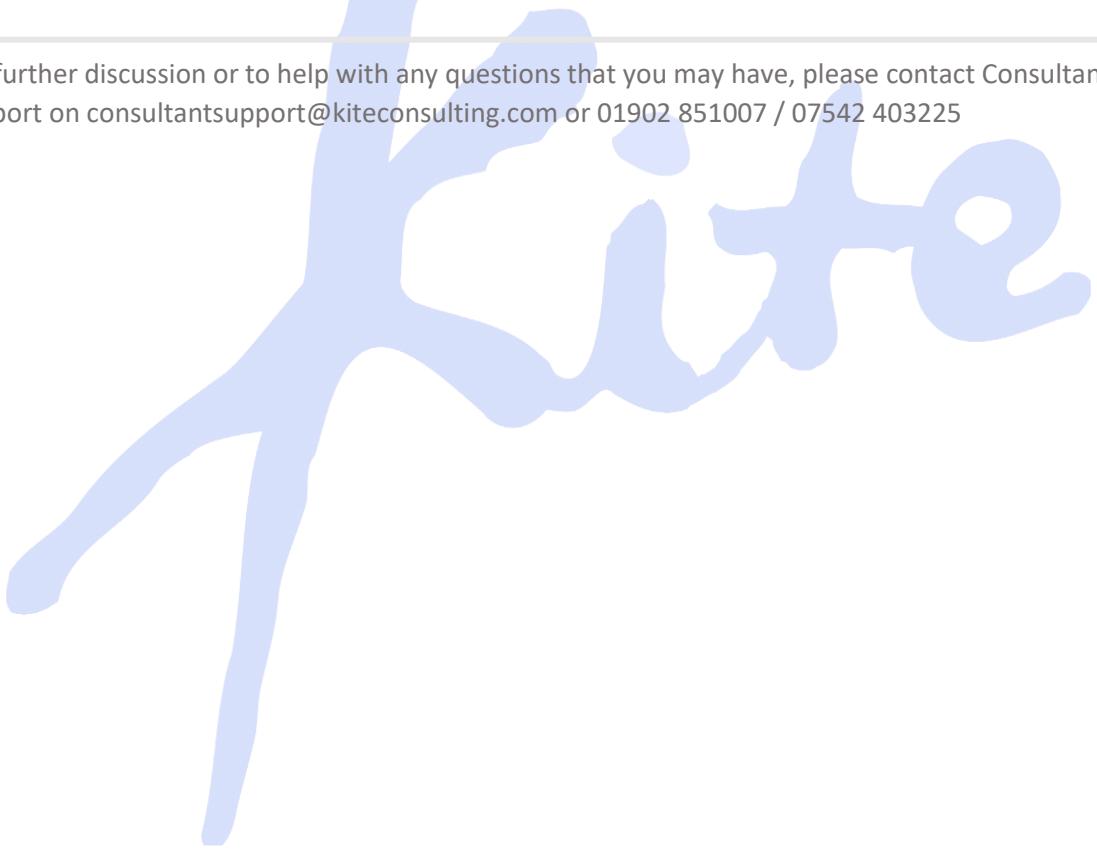 further discussion or to help with any questions that you may have, please contact Consultan
port on consultantsupport@kiteconsulting.com or 01902 851007 / 07542 403225
Kite